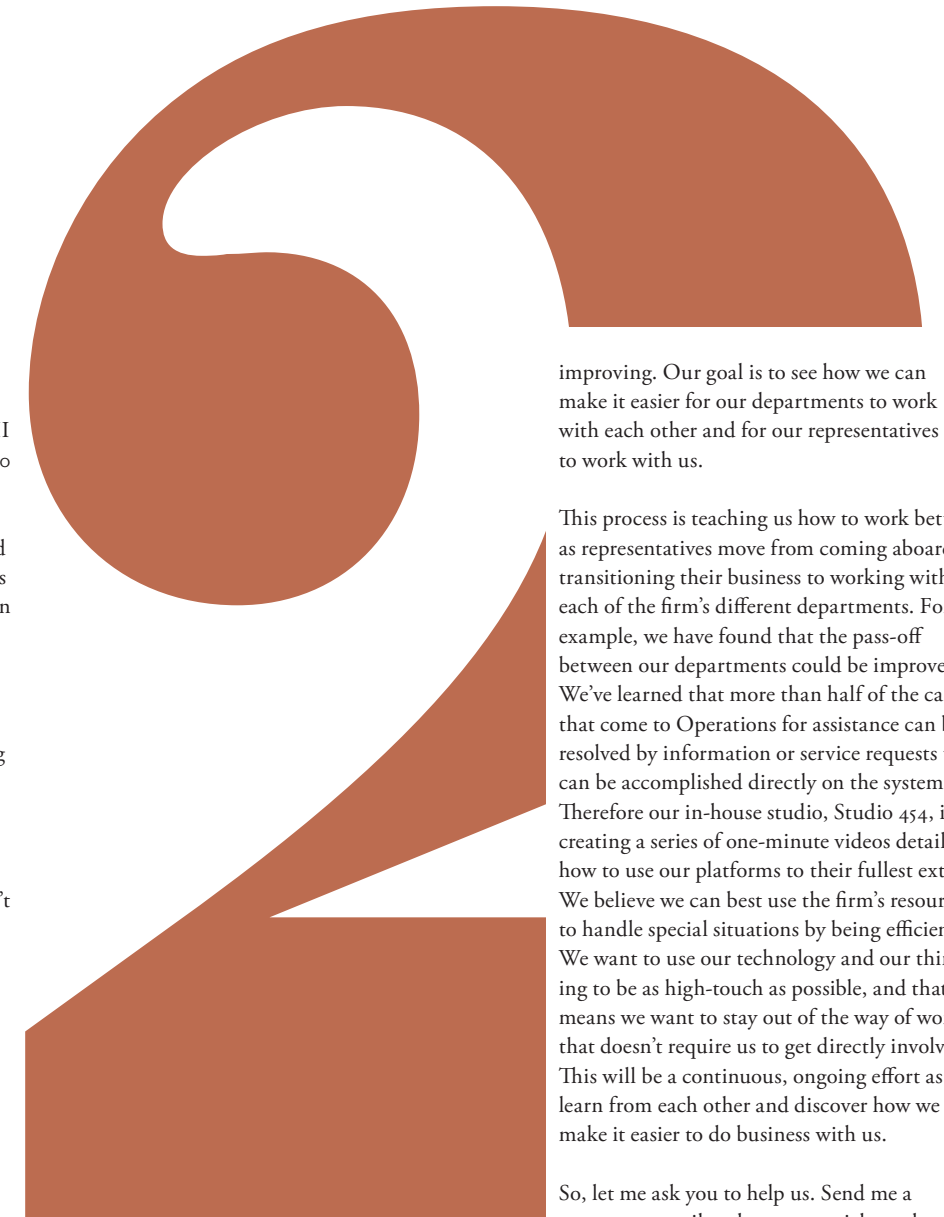 I
o
d
s
n
g
't
2
improving. Our goal is to see how we can
make it easier for our departments to work
with each other and for our representatives
to work with us.
This process is teaching us how to work bet
as representatives move from coming aboar
transitioning their business to working with
each of the firm's different departments. Fo
example, we have found that the pass-off
between our departments could be improve
We've learned that more than half of the ca
that come to Operations for assistance can
resolved by information or service requests
can be accomplished directly on the system
Therefore our in-house studio, Studio 454, i
creating a series of one-minute videos detail
how to use our platforms to their fullest ext
We believe we can best use the firm's resour
to handle special situations by being efficien
We want to use our technology and our thin
ing to be as high-touch as possible, and that
means we want to stay out of the way of wo
that doesn't require us to get directly involv
This will be a continuous, ongoing effort as
learn from each other and discover how we
make it easier to do business with us.
So, let me ask you to help us. Send me a